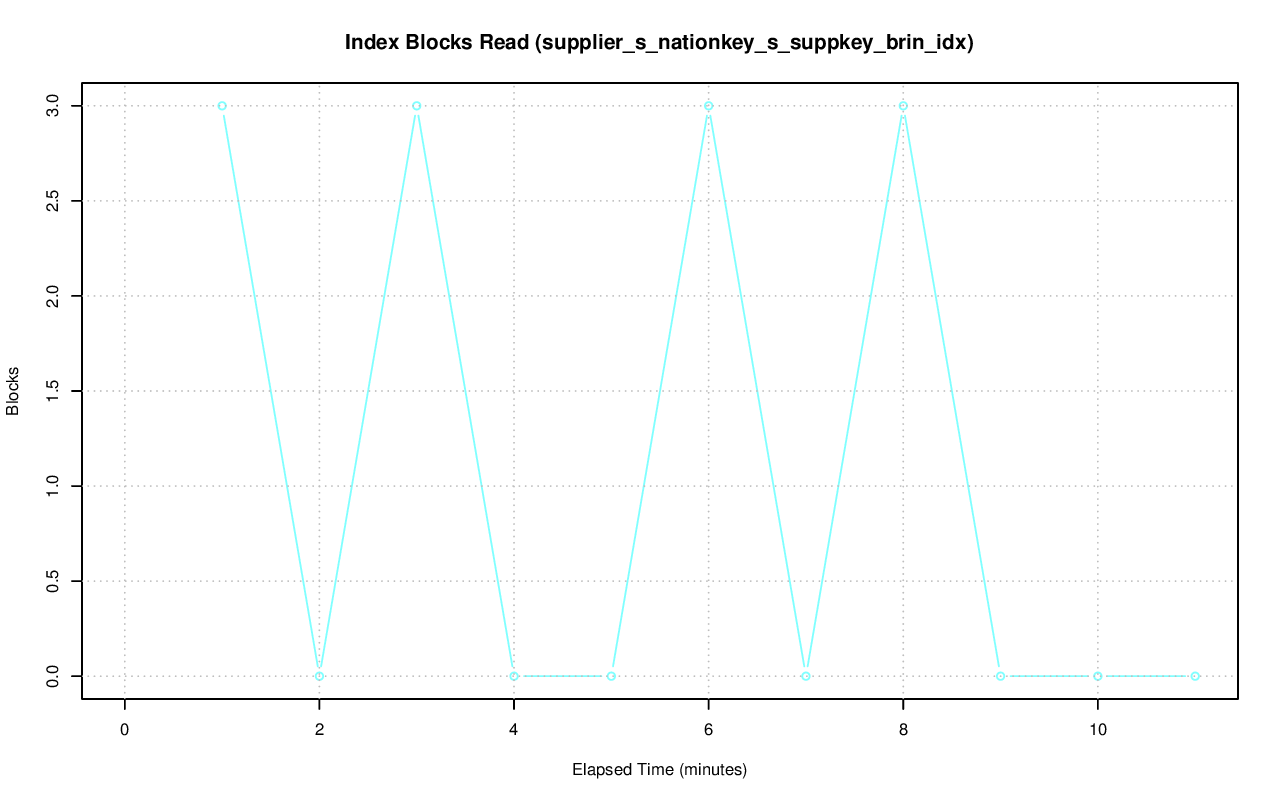 Index Blocks Read (supplier_s_nationkey_s_suppkey_brin_idx)
3.0
2.5
2.0
1.5
1.0
0.5
0.0
Blocks
0 2 4 6 8 10
Elapsed Time (minutes)